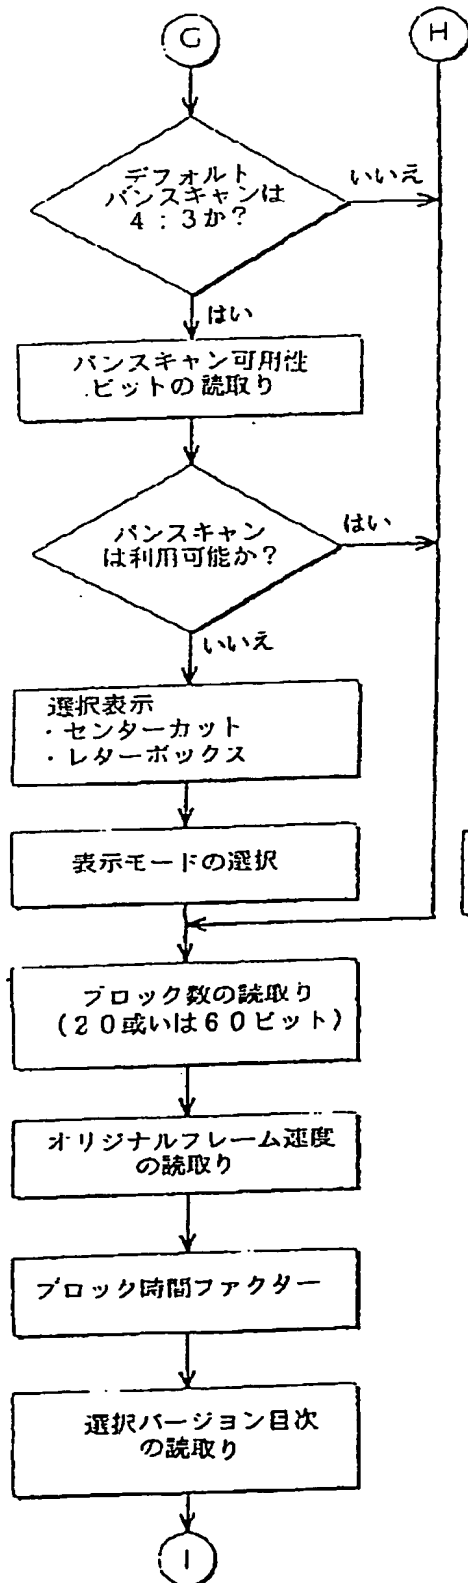 G
H
デフォルト
パンスキャンは
4:3か?
いいえ
はい
パンスキャン可用性
ビットの読取り
パンスキャン
は利用可能か?
はい
いいえ
選択表示
・センターカット
・レターボックス
表示モードの選択
ブロック数の読取り
(20或いは60ビット)
オリジナルフレーム速度
の読取り
ブロック時間ファクター
選択バージョン目次
の読取り
I